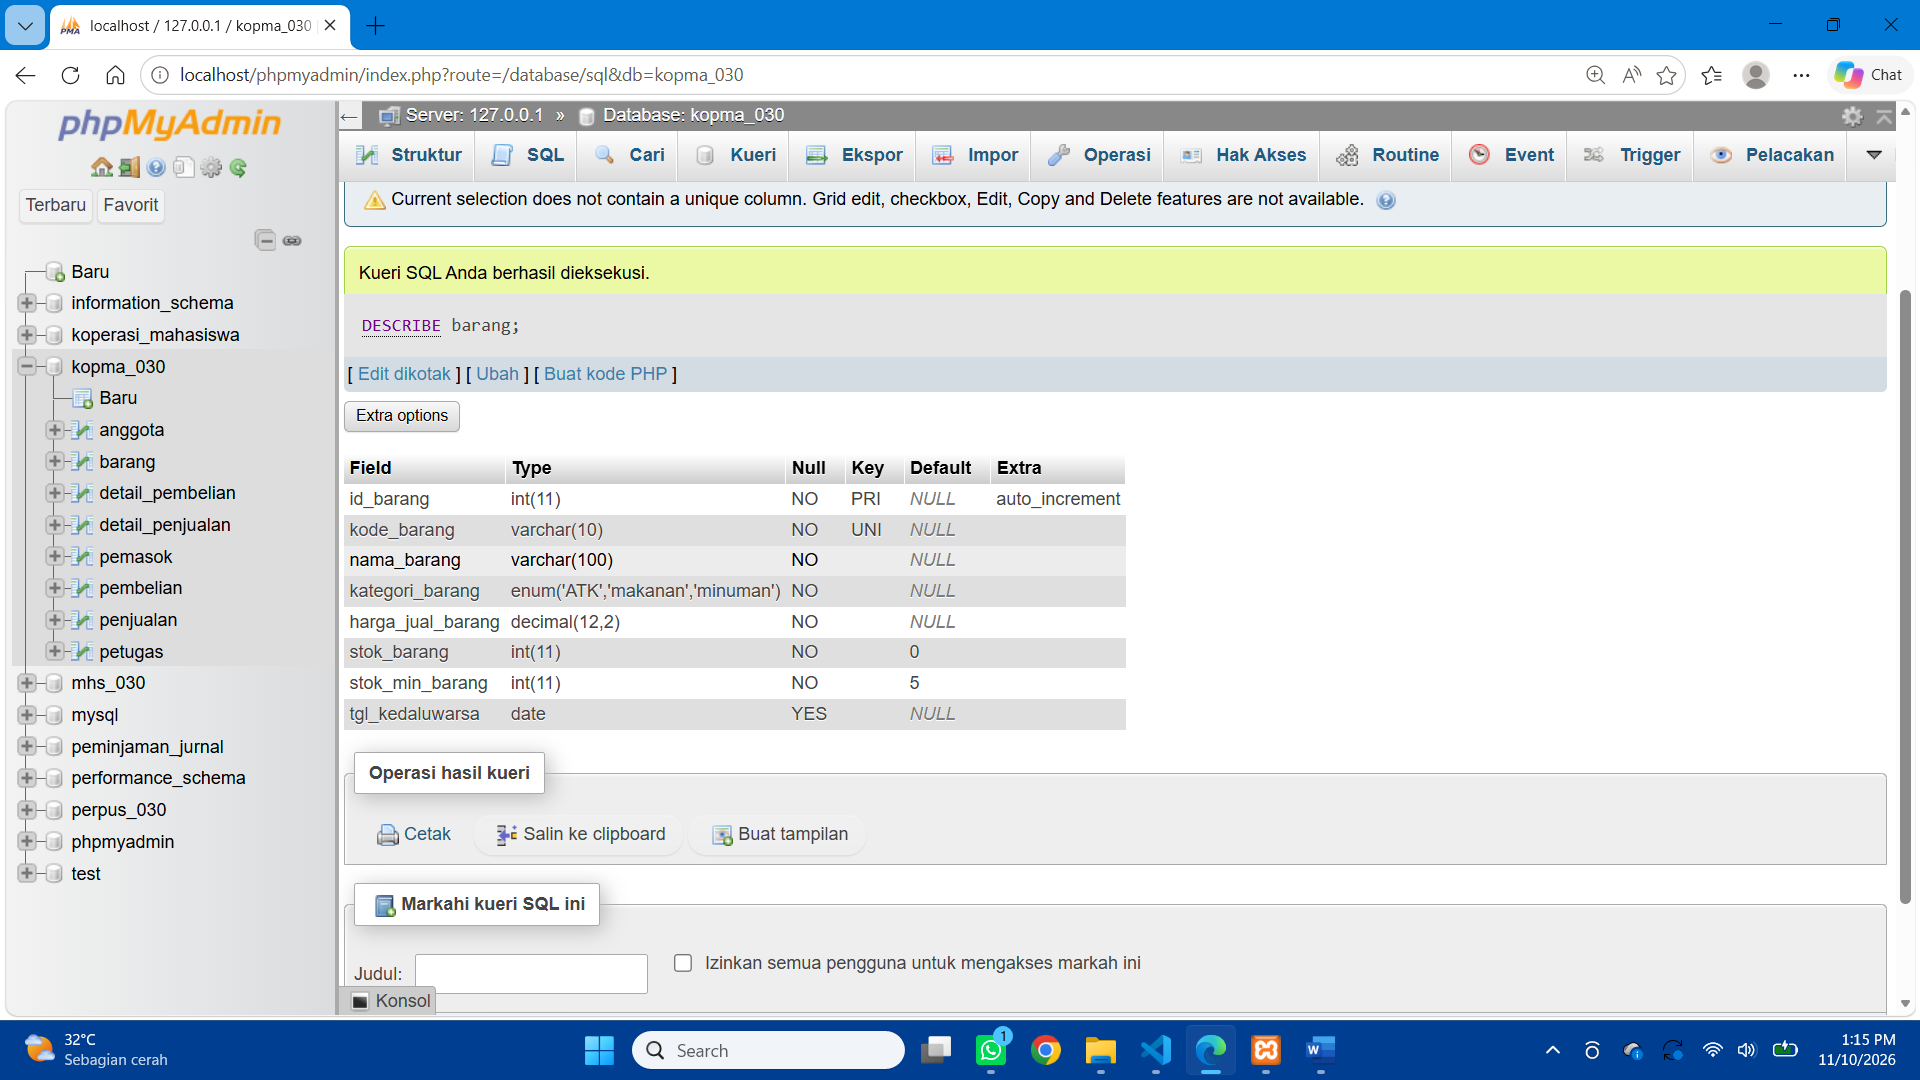 localhost / 127.0.0.1 / kopma_030
localhost/phpmyadmin/index.php?route=/database/sql&db=kopma_030
Chat
phpMyAdmin
Terbaru
Favorit
Baru
information_schema
koperasi_mahasiswa
kopma_030
Baru
anggota
barang
detail_pembelian
detail_penjualan
pemasok
pembelian
penjualan
petugas
mhs_030
mysql
peminjaman_jurnal
performance_schema
perpus_030
phpmyadmin
test
Server: 127.0.0.1 » Database: kopma_030
Struktur SQL Cari Kueri Ekspor Impor Operasi Hak Akses Routine Event Trigger Pelacakan
Current selection does not contain a unique column. Grid edit, checkbox, Edit, Copy and Delete features are not available.
Kueri SQL Anda berhasil dieksekusi.
DESCRIBE barang;
[ Edit dikotak ] [ Ubah ] [ Buat kode PHP ]
Extra options
Field Type Null Key Default Extra
id_barang int(11) NO PRI NULL auto_increment
kode_barang varchar(10) NO UNI NULL
nama_barang varchar(100) NO NULL
kategori_barang enum('ATK','makanan','minuman') NO NULL
harga_jual_barang decimal(12,2) NO NULL
stok_barang int(11) NO 0
stok_min_barang int(11) NO 5
tgl_kedaluwarsa date YES NULL
Operasi hasil kueri
Cetak Salin ke clipboard Buat tampilan
Markahi kueri SQL ini
Judul: Izinkan semua pengguna untuk mengakses markah ini
Konsol
32°C
Sebagian cerah
Search
1
1:15 PM
11/10/2026